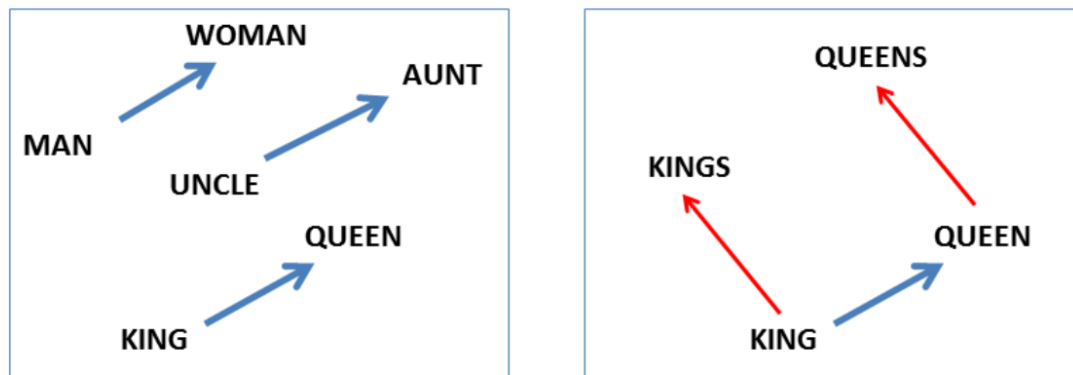 WOMAN
AUNT
MAN
UNCLE
QUEEN
KING
QUEENS
KINGS
QUEEN
KING